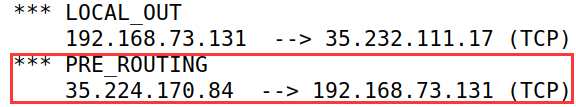 *** LOCAL_OUT
192.168.73.131 --> 35.232.111.17 (TCP)
*** PRE_ROUTING
35.224.170.84 --> 192.168.73.131 (TCP)